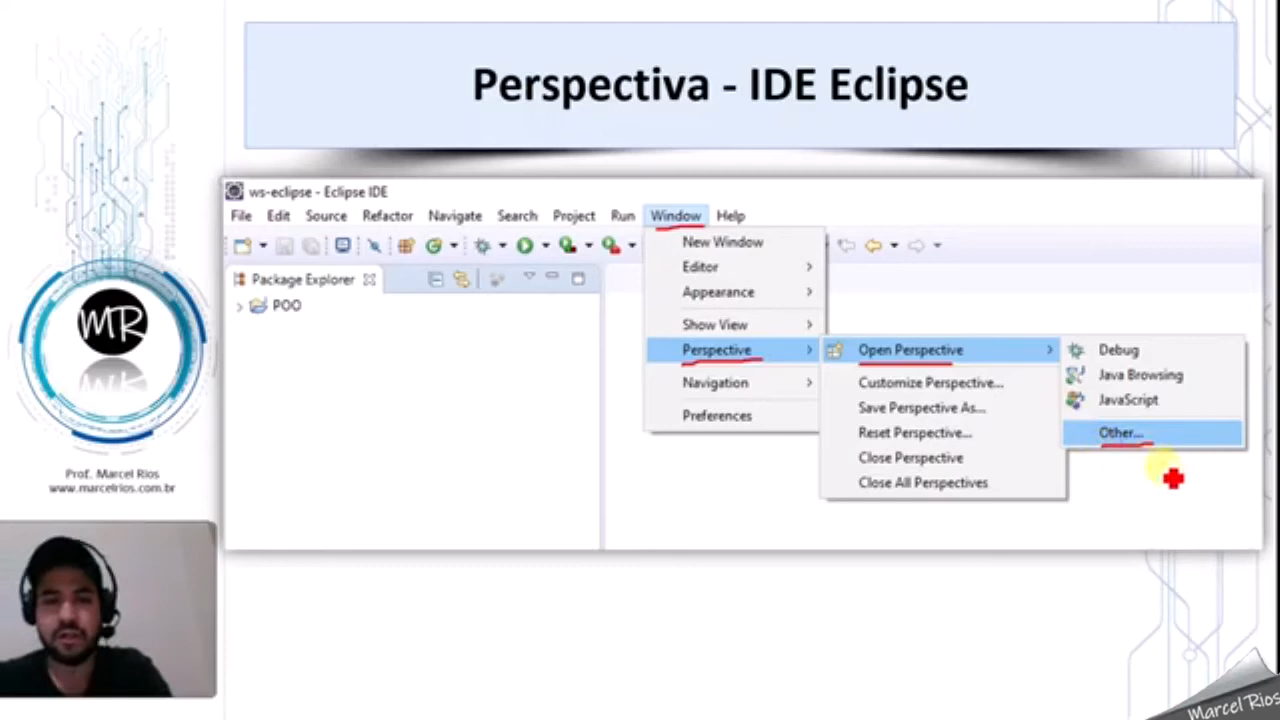 Perspectiva - IDE Eclipse
ws-eclipse - Eclipse IDE
File Edit Source Refactor Navigate Search Project Run Window Help
New Window
Package Explorer
Editor
POO
Appearance
Show View
Perspective
Navigation
Preferences
Open Perspective
Customize Perspective...
Save Perspective As...
Reset Perspective...
Close Perspective
Close All Perspectives
Debug
Java Browsing
JavaScript
Other...
MR
Prof. Marcel Rios
www.marcelrios.com.br
Marcel Rios